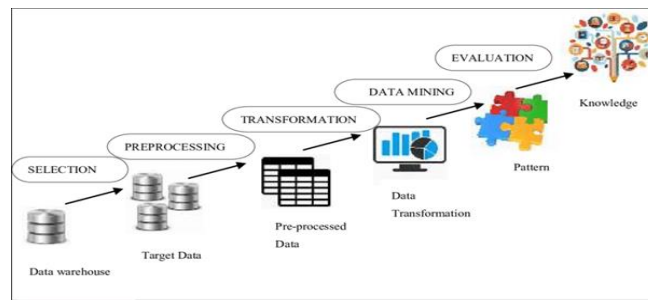 EVALUATION
Knowledge
DATA MINING
TRANSFORMATION
Pattern
PREPROCESSING
SELECTION
Data
Transformation
Pre-processed
Data
Target Data
Data warehouse